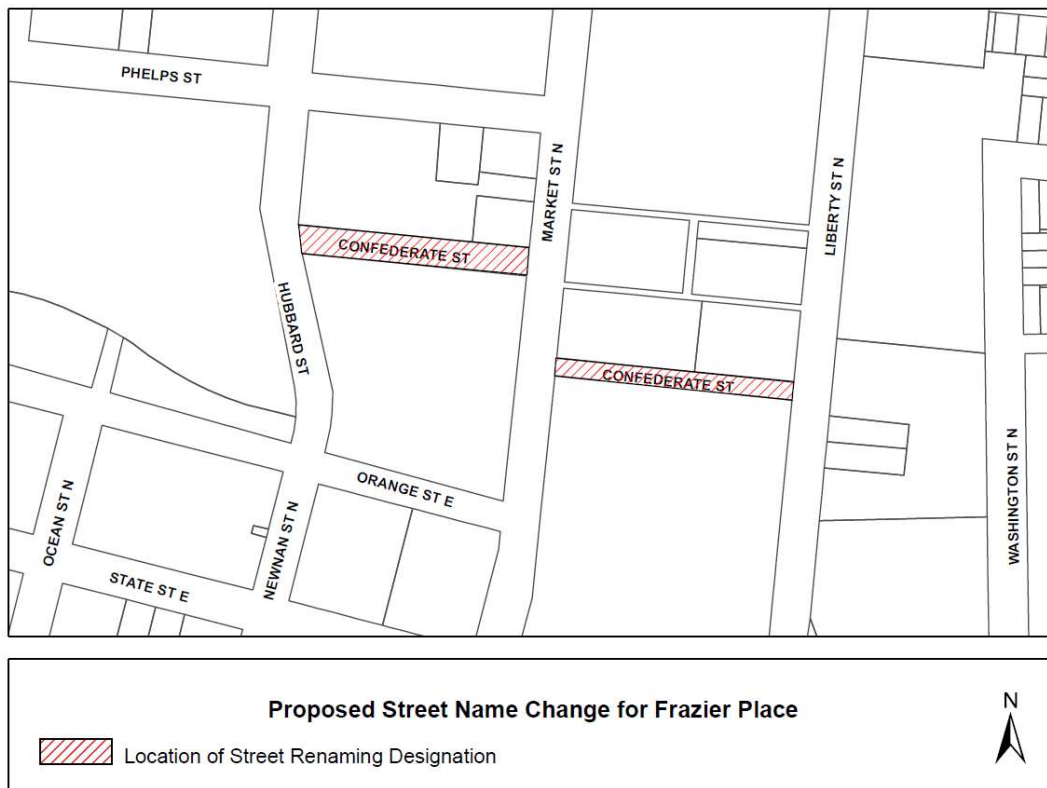 PHELPS ST
MARKET ST N
LIBERTY ST N
CONFEDERATE ST
HUBBARD ST
CONFEDERATE ST
ORANGE ST E
WASHINGTON ST N
OCEAN ST N
NEWNAN ST N
STATE ST E
Proposed Street Name Change for Frazier Place
N
Location of Street Renaming Designation